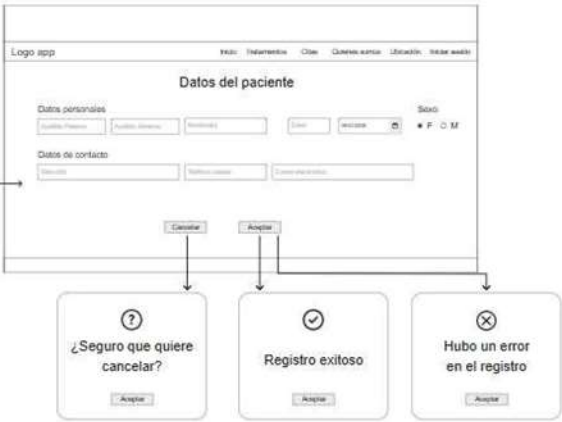 Logo app
Inicio Tratamientos Citas Quienes somos Ubicación Iniciar sesión
Datos del paciente
Datos personales
Sexo
Apellido Paterno Apellido Materno Nombre(s)
F M
Datos de contacto
Dirección Teléfono celular Correo electrónico
Cancelar Aceptar
¿Seguro que quiere
cancelar?
Aceptar
Registro exitoso
Aceptar
Hubo un error
en el registro
Aceptar